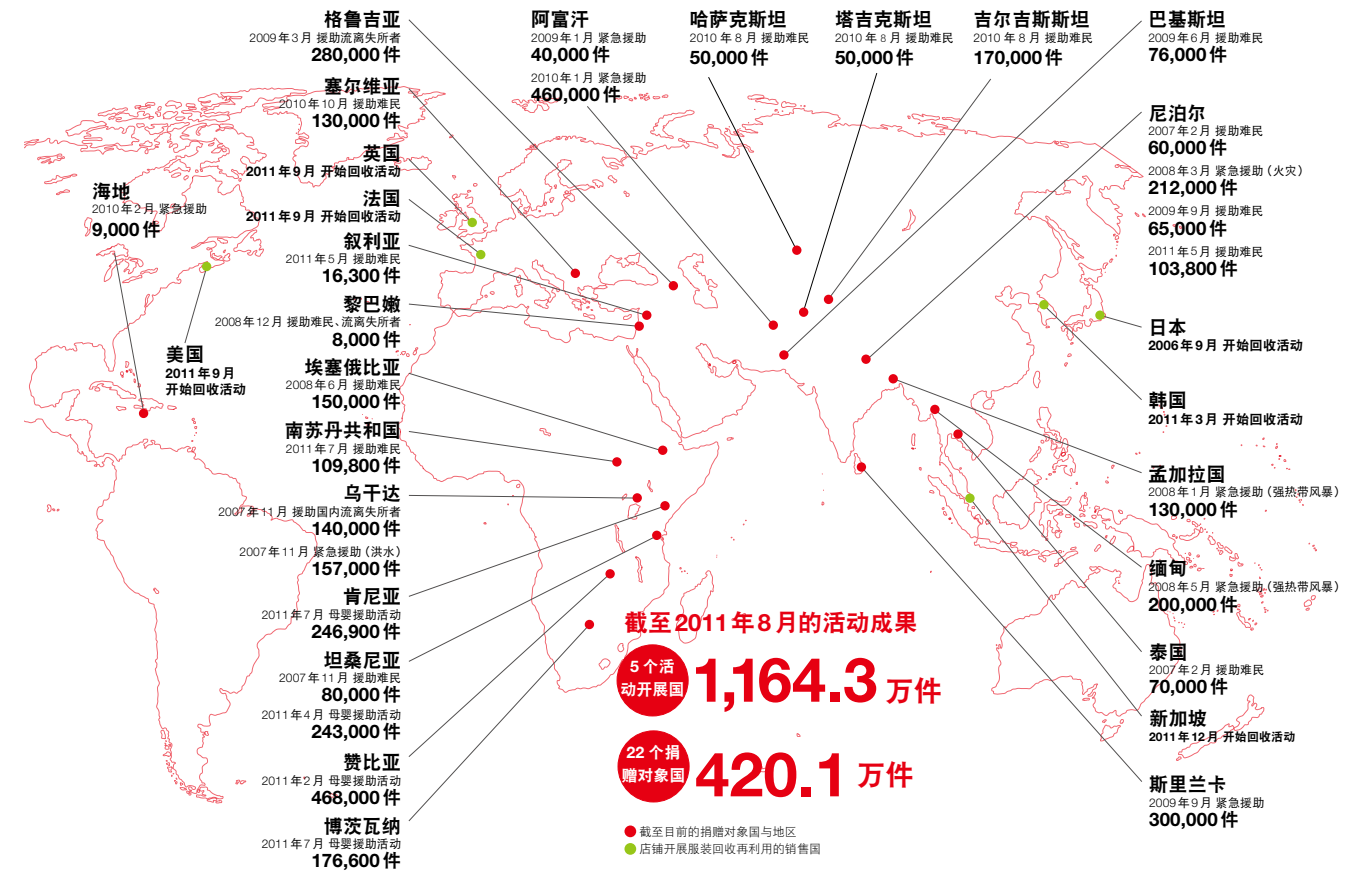 格鲁吉亚
2009年3月 援助流离失所者
280,000件
塞尔维亚
2010年10月 援助难民
130,000件
英国
2011年9月 开始回收活动
法国
2011年9月 开始回收活动
叙利亚
2011年5月 援助难民
16,300件
黎巴嫩
2008年12月 援助难民、流离失所者
8,000件
埃塞俄比亚
2008年6月 援助难民
150,000件
南苏丹共和国
2011年7月 援助难民
109,800件
乌干达
2007年11月 援助国内流离失所者
140,000件
2007年11月 紧急援助（洪水）
157,000件
肯尼亚
2011年7月 母婴援助活动
246,900件
坦桑尼亚
2007年11月 援助难民
80,000件
2011年4月 母婴援助活动
243,000件
赞比亚
2011年2月 母婴援助活动
468,000件
博茨瓦纳
2011年7月 母婴援助活动
176,600件
海地
2010年2月 紧急援助
9,000件
美国
2011年9月
开始回收活动
阿富汗
2009年1月 紧急援助
40,000件
2010年1月 紧急援助
460,000件
哈萨克斯坦
2010年8月 援助难民
50,000件
塔吉克斯坦
2010年8月 援助难民
50,000件
吉尔吉斯斯坦
2010年8月 援助难民
170,000件
巴基斯坦
2009年6月 援助难民
76,000件
尼泊尔
2007年2月 援助难民
60,000件
2008年3月 紧急援助（火灾）
212,000件
2009年9月 援助难民
65,000件
2011年5月 援助难民
103,800件
日本
2006年9月 开始回收活动
韩国
2011年3月 开始回收活动
孟加拉国
2008年1月 紧急援助（强热带风暴）
130,000件
缅甸
2008年5月 紧急援助（强热带风暴）
200,000件
泰国
2007年2月 援助难民
70,000件
新加坡
2011年12月 开始回收活动
斯里兰卡
2009年9月 紧急援助
300,000件
截至2011年8月的活动成果
5个活
动开展国
1,164.3 万件
22个捐
赠对象国
420.1 万件
截至目前的捐赠对象国与地区
店铺开展服装回收再利用的销售国